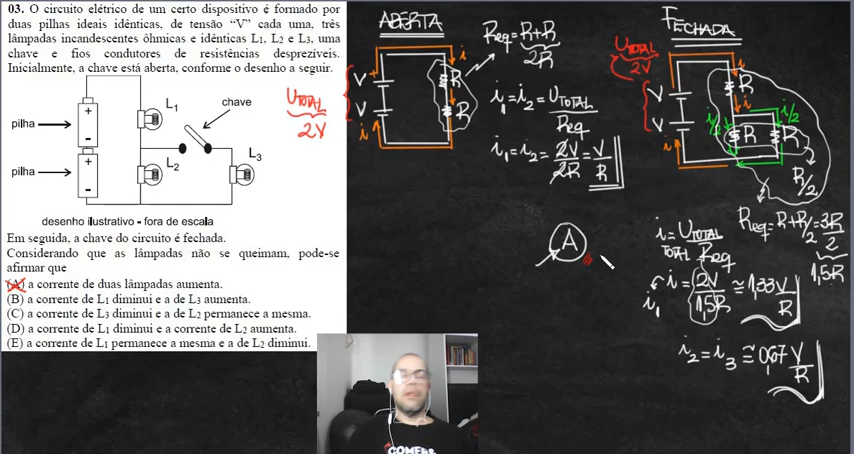 03. O circuito elétrico de um certo dispositivo é formado por
duas pilhas ideais idênticas, de tensão “V” cada uma, três
lâmpadas incandescentes ôhmicas e idênticas L1, L2 e L3, uma
chave e fios condutores de resistências desprezíveis.
Inicialmente, a chave está aberta, conforme o desenho a seguir.
pilha
pilha
L1
L2
L3
chave
+
-
+
-
desenho ilustrativo - fora de escala
Em seguida, a chave do circuito é fechada.
Considerando que as lâmpadas não se queimam, pode-se
afirmar que
(A) a corrente de duas lâmpadas aumenta.
(B) a corrente de L1 diminui e a de L3 aumenta.
(C) a corrente de L3 diminui e a de L2 permanece a mesma.
(D) a corrente de L1 diminui e a corrente de L2 aumenta.
(E) a corrente de L1 permanece a mesma e a de L2 diminui.
ABERTA
UTOTAL
2V
V +
V
i
i
R
R
Req = R+R
2R
i1 = i2 = UTOTAL
Req
i1 = i2 = 2V = V
2R R
FECHADA
UTOTAL
2V
V
V
i
i
i
R
i/2
i/2
R
R
R/2
Req = R + R/2 = 3R
2
1,5R
i = UTOTAL
TOTAL Req
i = 2V ≅ 1,33 V
1,5R R
i1
i2 = i3 ≅ 0,67 V
R
A
COMEÇ